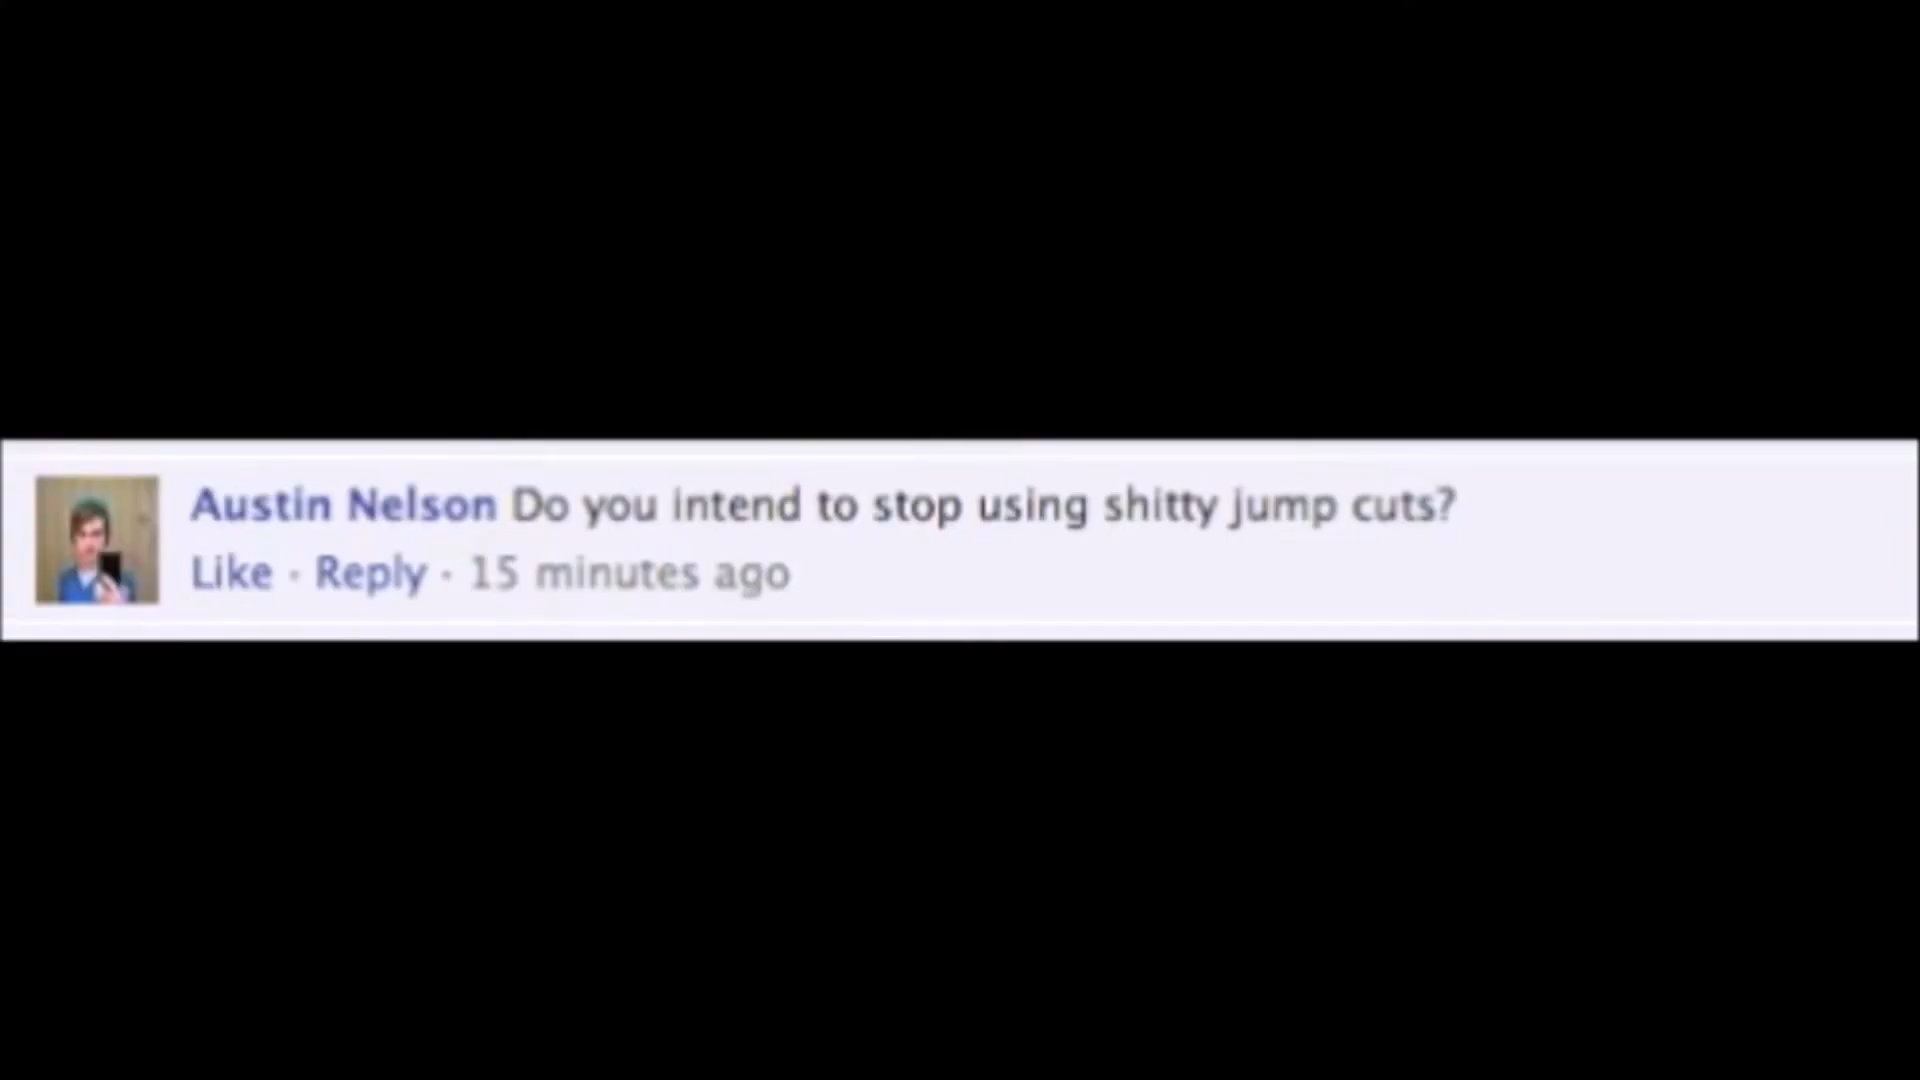 Austin Nelson Do you intend to stop using shitty jump cuts?
Like · Reply · 15 minutes ago